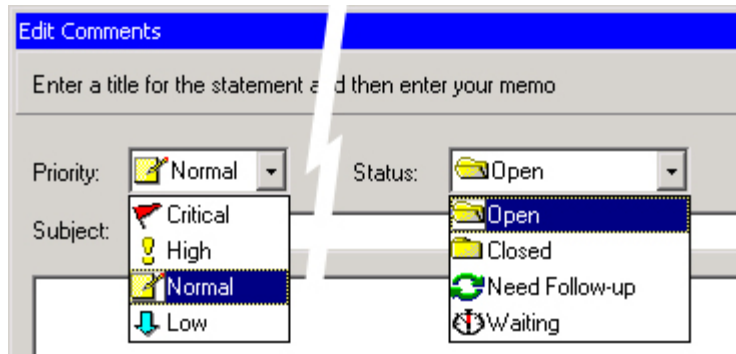 Edit Comments
Enter a title for the statement and then enter your memo
Priority: Normal Status: Open
Subject:
Critical
High
Normal
Low
Open
Closed
Need Follow-up
Waiting